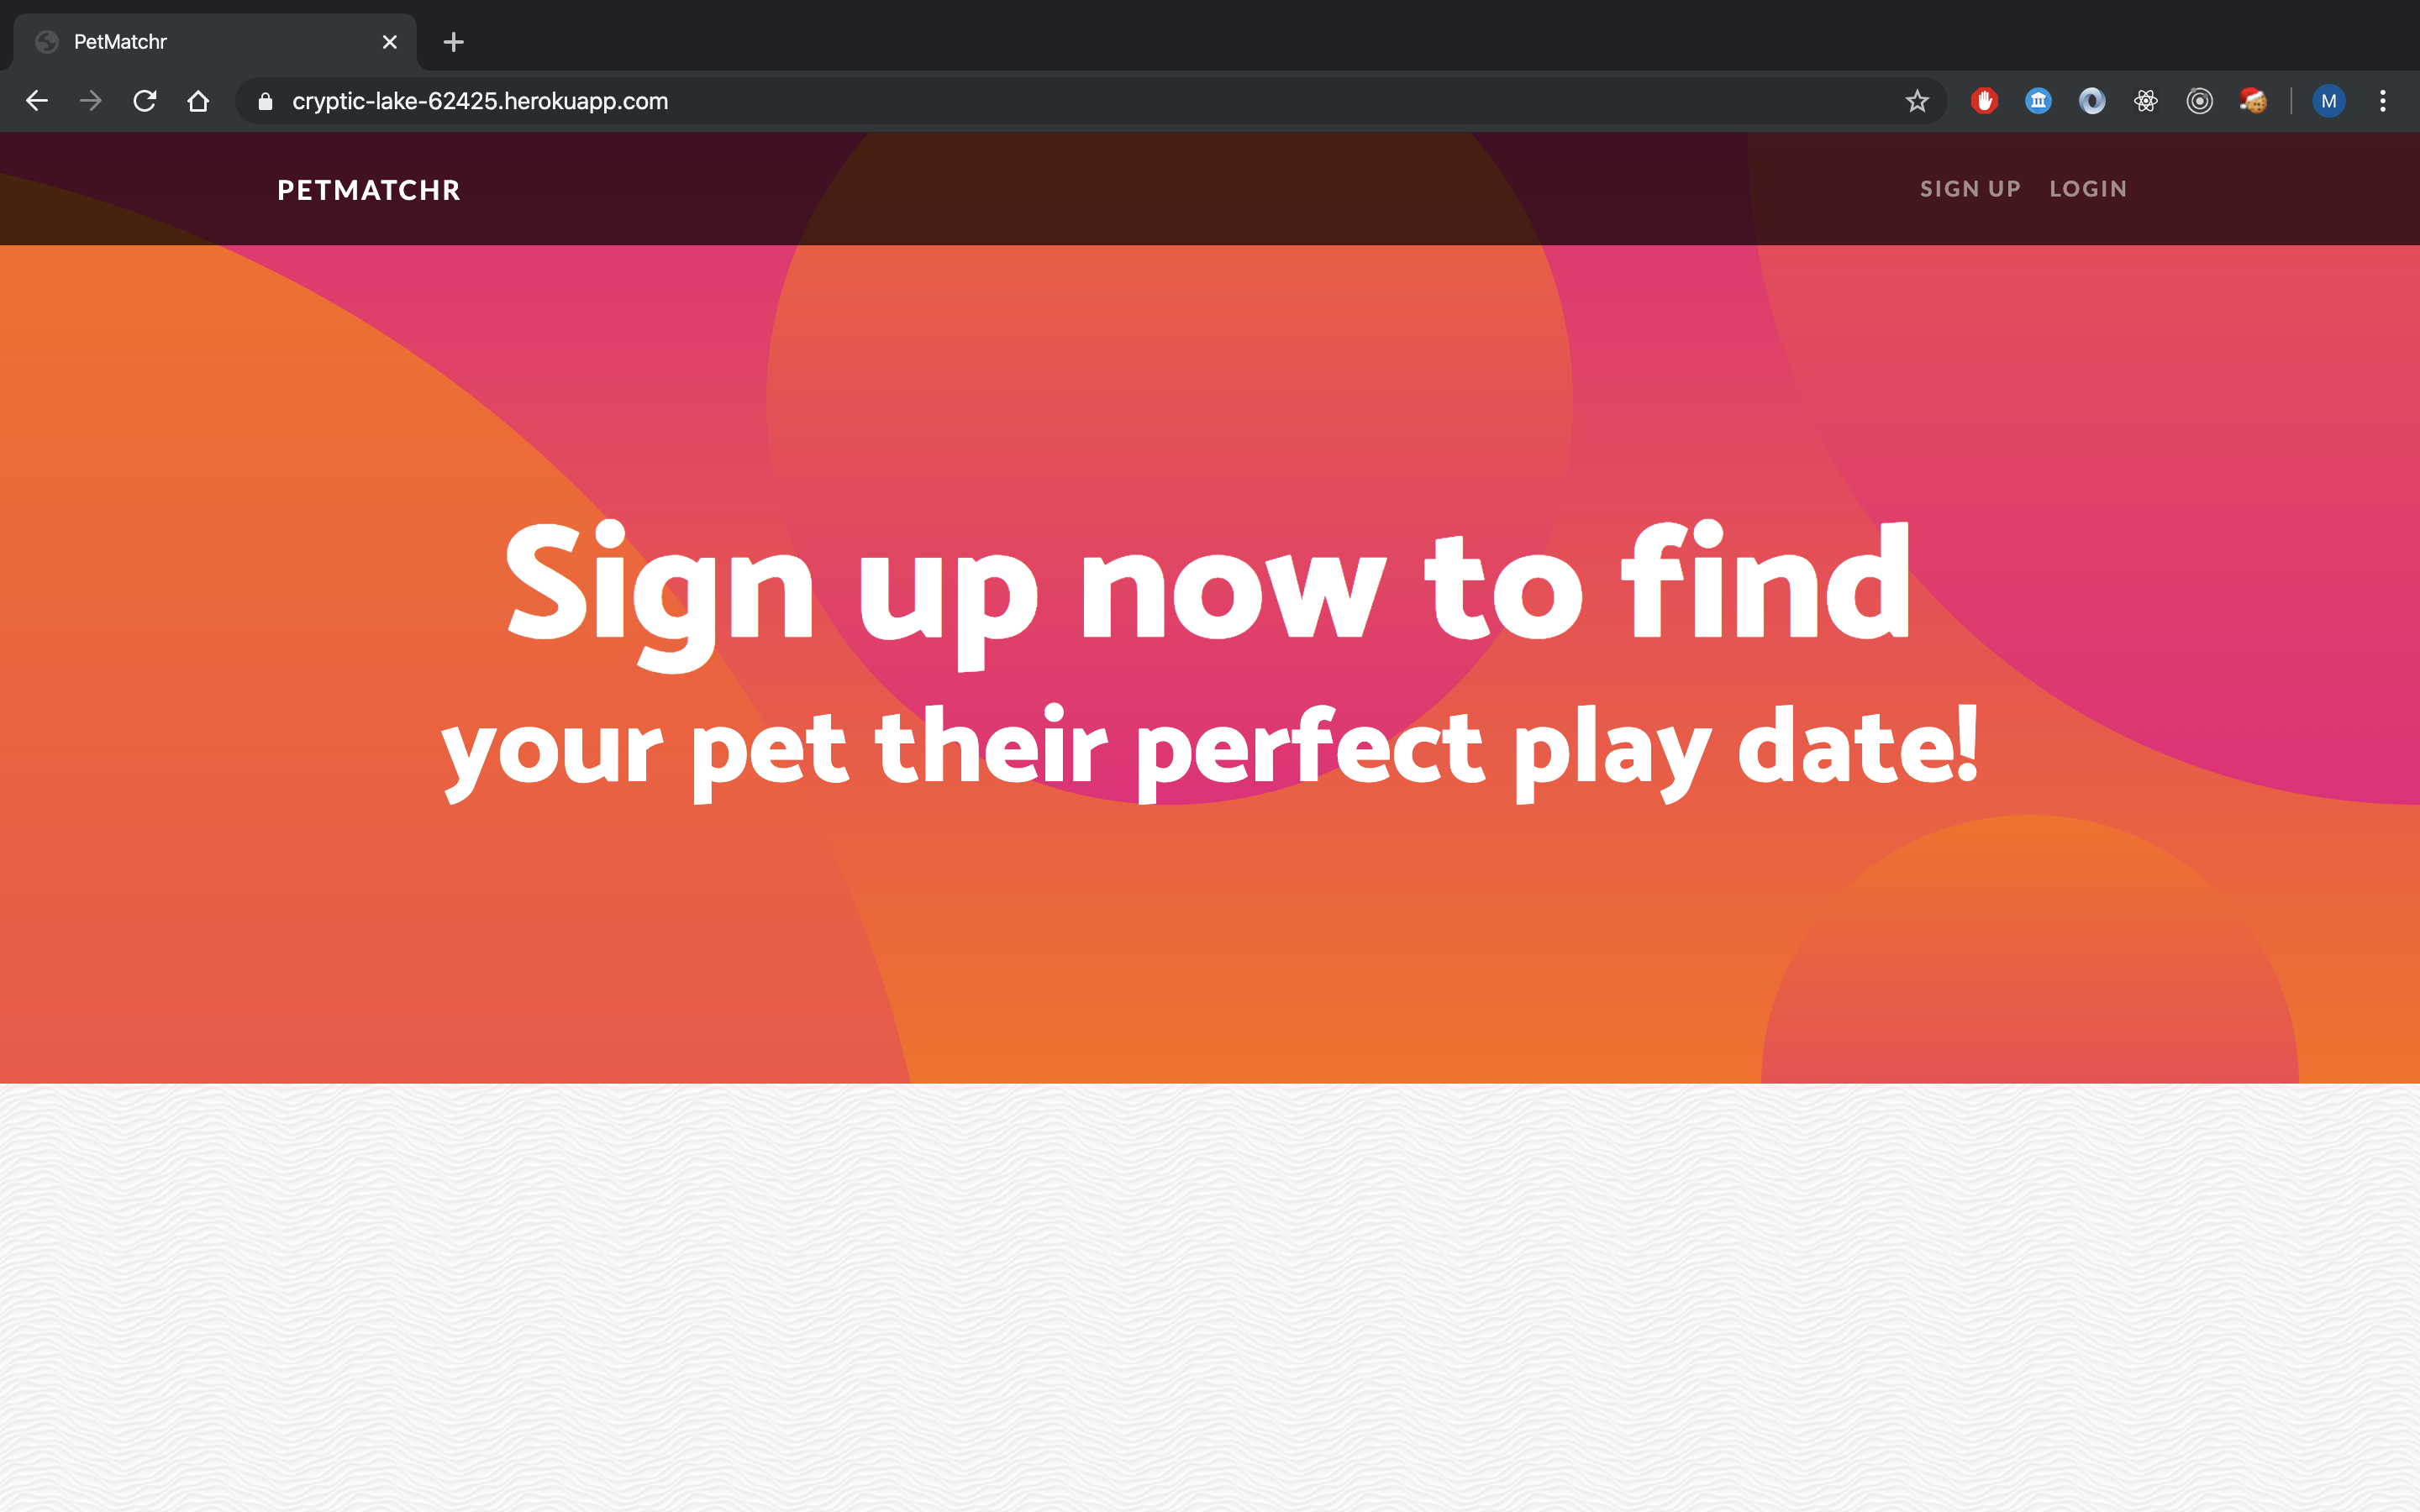 PetMatchr
cryptic-lake-62425.herokuapp.com
M
PETMATCHR
SIGN UP
LOGIN
Sign up now to find
your pet their perfect play date!